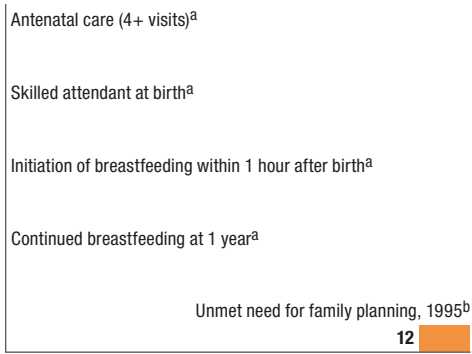 Antenatal care (4+ visits)a
Skilled attendant at birtha
Initiation of breastfeeding within 1 hour after birtha
Continued breastfeeding at 1 yeara
Unmet need for family planning, 1995b
12